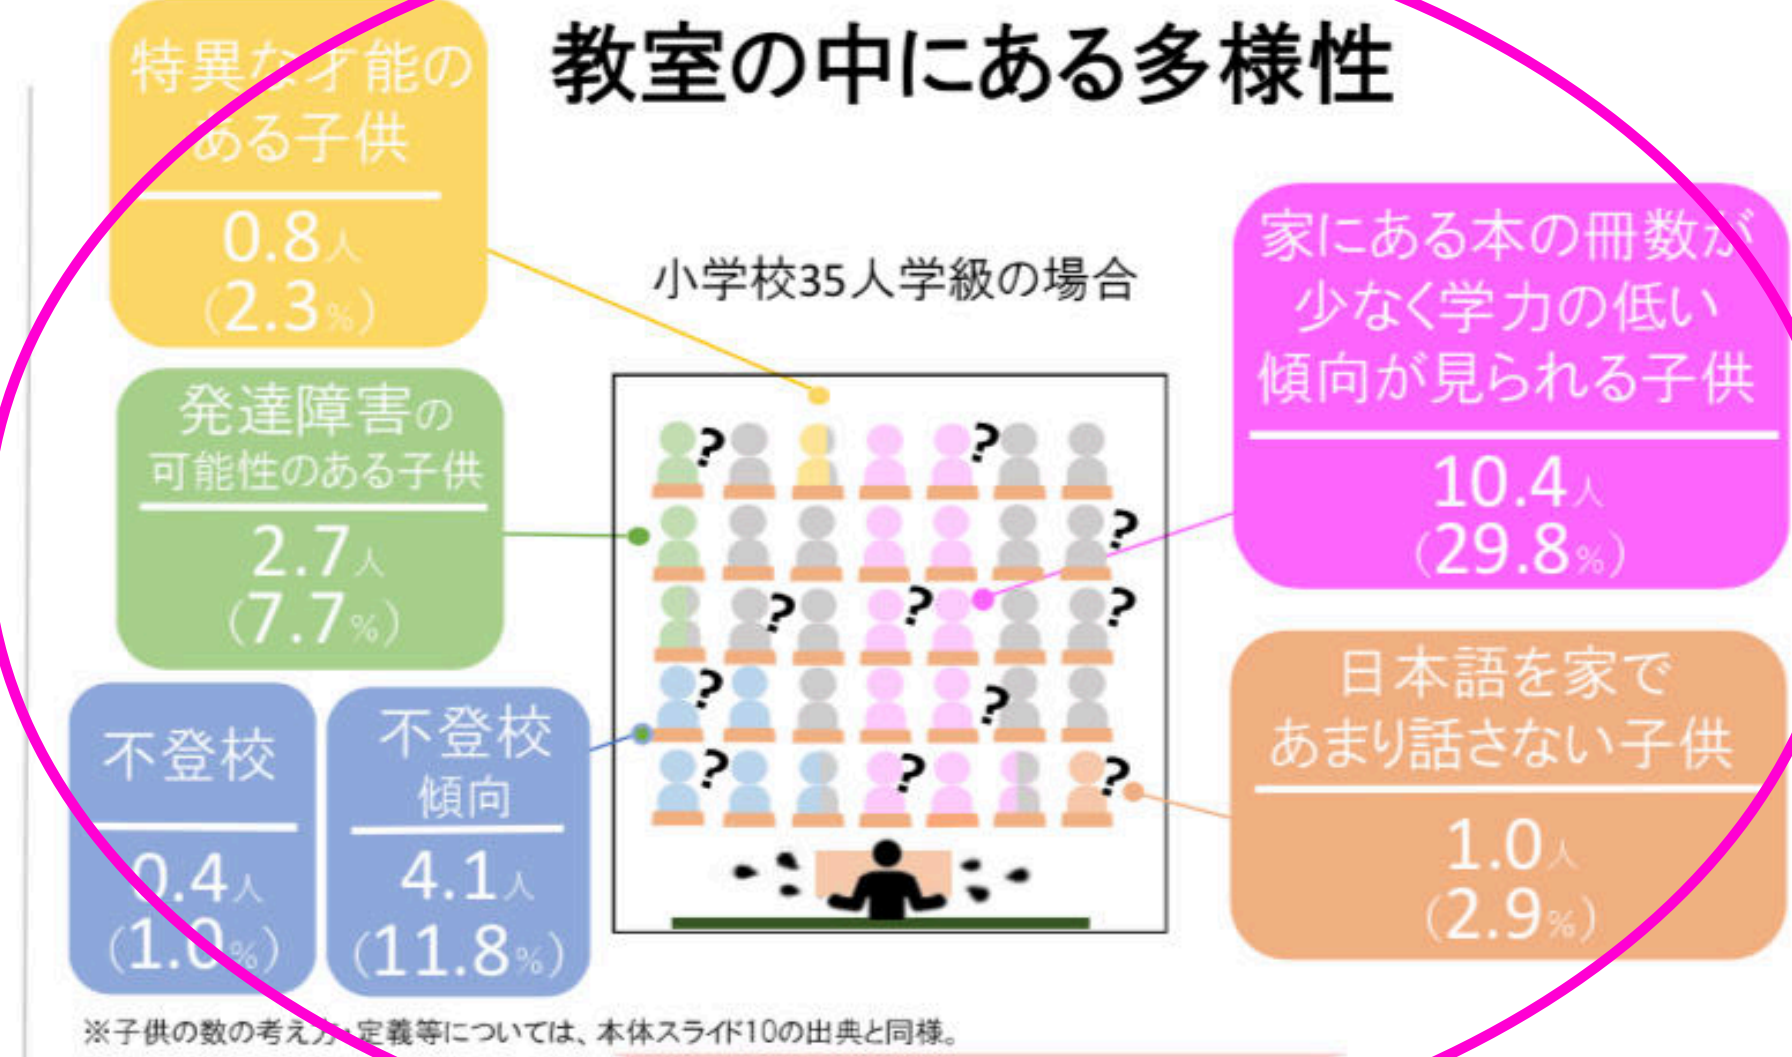 教室の中にある多様性
特異な才能の
ある子供
0.8人
(2.3%)
小学校35人学級の場合
家にある本の冊数が
少なく学力の低い
傾向が見られる子供
10.4人
(29.8%)
発達障害の
可能性のある子供
2.7人
(7.7%)
? ?
?
? ? ?
? ?
? ? ?
不登校
0.4人
(1.0%)
不登校
傾向
4.1人
(11.8%)
日本語を家で
あまり話さない子供
1.0人
(2.9%)
※子供の数の考え方・定義等については、本体スライド10の出典と同様。